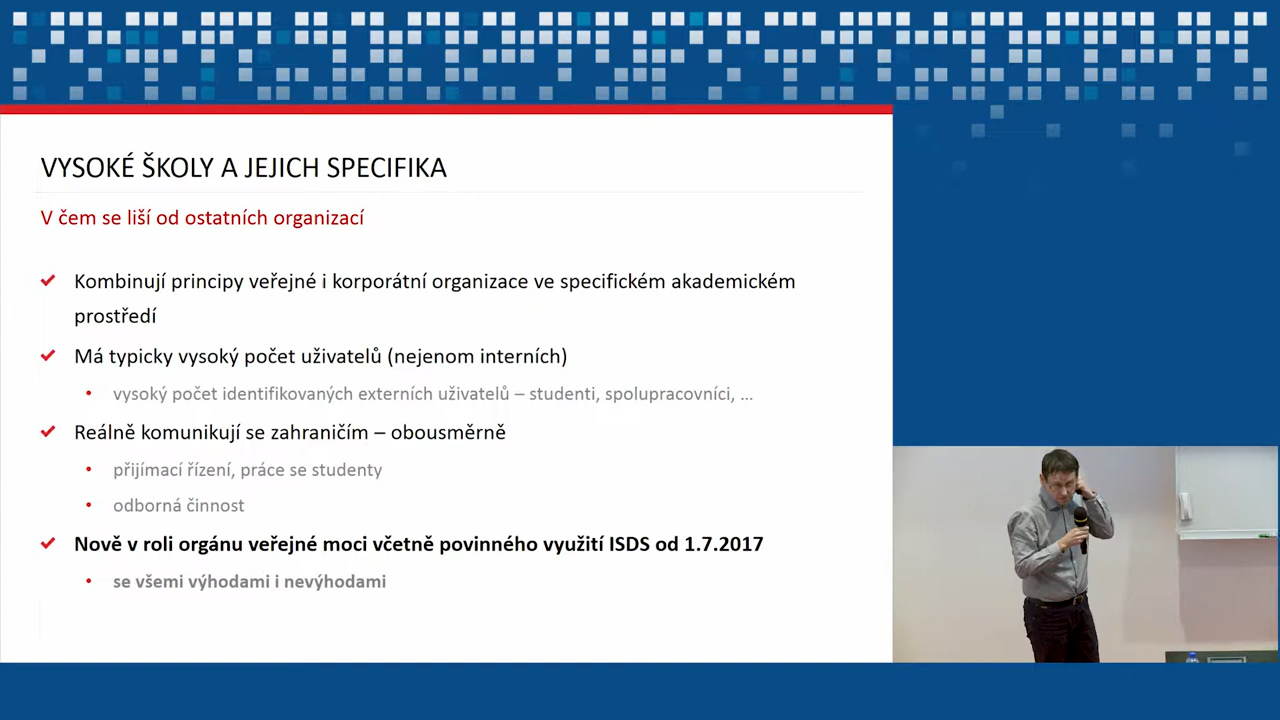 VYSOKÉ ŠKOLY A JEJICH SPECIFIKA
V čem se liší od ostatních organizací
Kombinují principy veřejné i korporátní organizace ve specifickém akademickém
prostředí
Má typicky vysoký počet uživatelů (nejenom interních)
vysoký počet identifikovaných externích uživatelů – studenti, spolupracovníci, ...
Reálně komunikují se zahraničím – obousměrně
přijímací řízení, práce se studenty
odborná činnost
Nově v roli orgánu veřejné moci včetně povinného využití ISDS od 1.7.2017
se všemi výhodami i nevýhodami